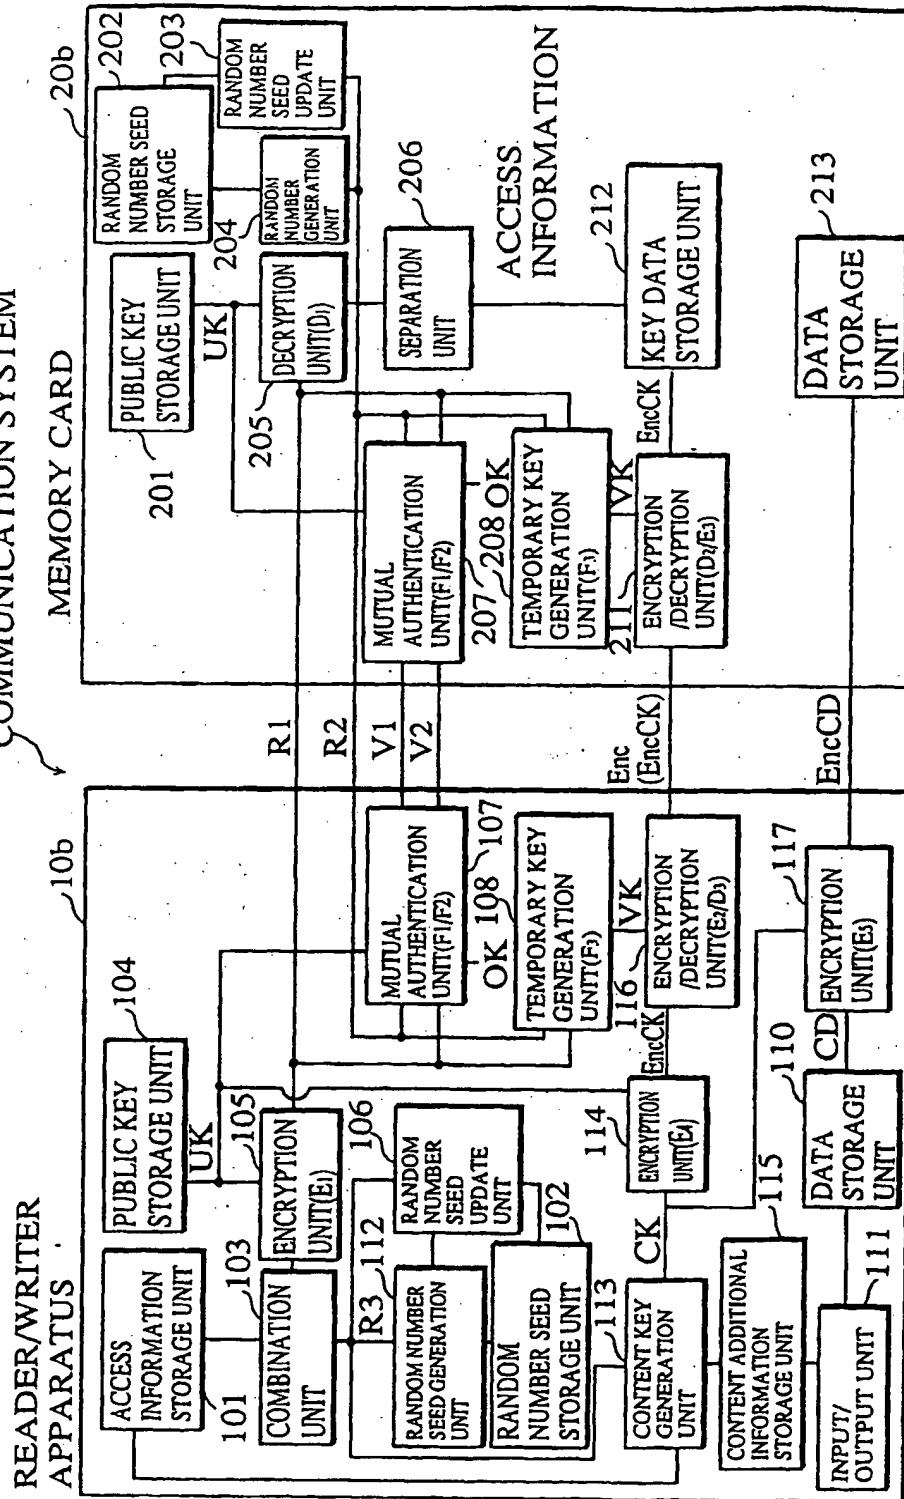 COMMUNICATION SYSTEM
READER/WRITER
APPARATUS
10b
MEMORY CARD
20b
ACCESS
INFORMATION
STORAGE UNIT
101
PUBLIC KEY
STORAGE UNIT
104
UK
COMBINATION
UNIT
103
ENCRYPTION
UNIT(E1)
105
R3
112
RANDOM NUMBER
SEED GENERATION
UNIT
106
RANDOM
NUMBER
SEED
UPDATE
UNIT
RANDOM
NUMBER SEED
STORAGE UNIT
102
113
CONTENT KEY
GENERATION
UNIT
CK
114
ENCRYPTION
UNIT(E4)
EncCK
CONTENT ADDITIONAL
INFORMATION
STORAGE UNIT
115
INPUT/
OUTPUT UNIT
111
DATA
STORAGE
UNIT
110
CD
ENCRYPTION
UNIT(E5)
117
MUTUAL
AUTHENTICATION
UNIT(F1/F2)
107
OK
108
TEMPORARY KEY
GENERATION
UNIT(F3)
VK
116
ENCRYPTION
/DECRYPTION
UNIT(E2/D3)
R1
R2
V1
V2
Enc
(EncCK)
EncCD
PUBLIC KEY
STORAGE UNIT
201
UK
RANDOM
NUMBER SEED
STORAGE
UNIT
202
RANDOM
NUMBER
SEED
UPDATE
UNIT
203
204
RANDOM
NUMBER
GENERATION
UNIT
DECRYPTION
UNIT(D1)
205
SEPARATION
UNIT
206
ACCESS
INFORMATION
MUTUAL
AUTHENTICATION
UNIT(F1/F2)
207
OK
208
TEMPORARY KEY
GENERATION
UNIT(F3)
VK
211
ENCRYPTION
/DECRYPTION
UNIT(D2/E3)
EncCK
KEY DATA
STORAGE UNIT
212
DATA
STORAGE
UNIT
213